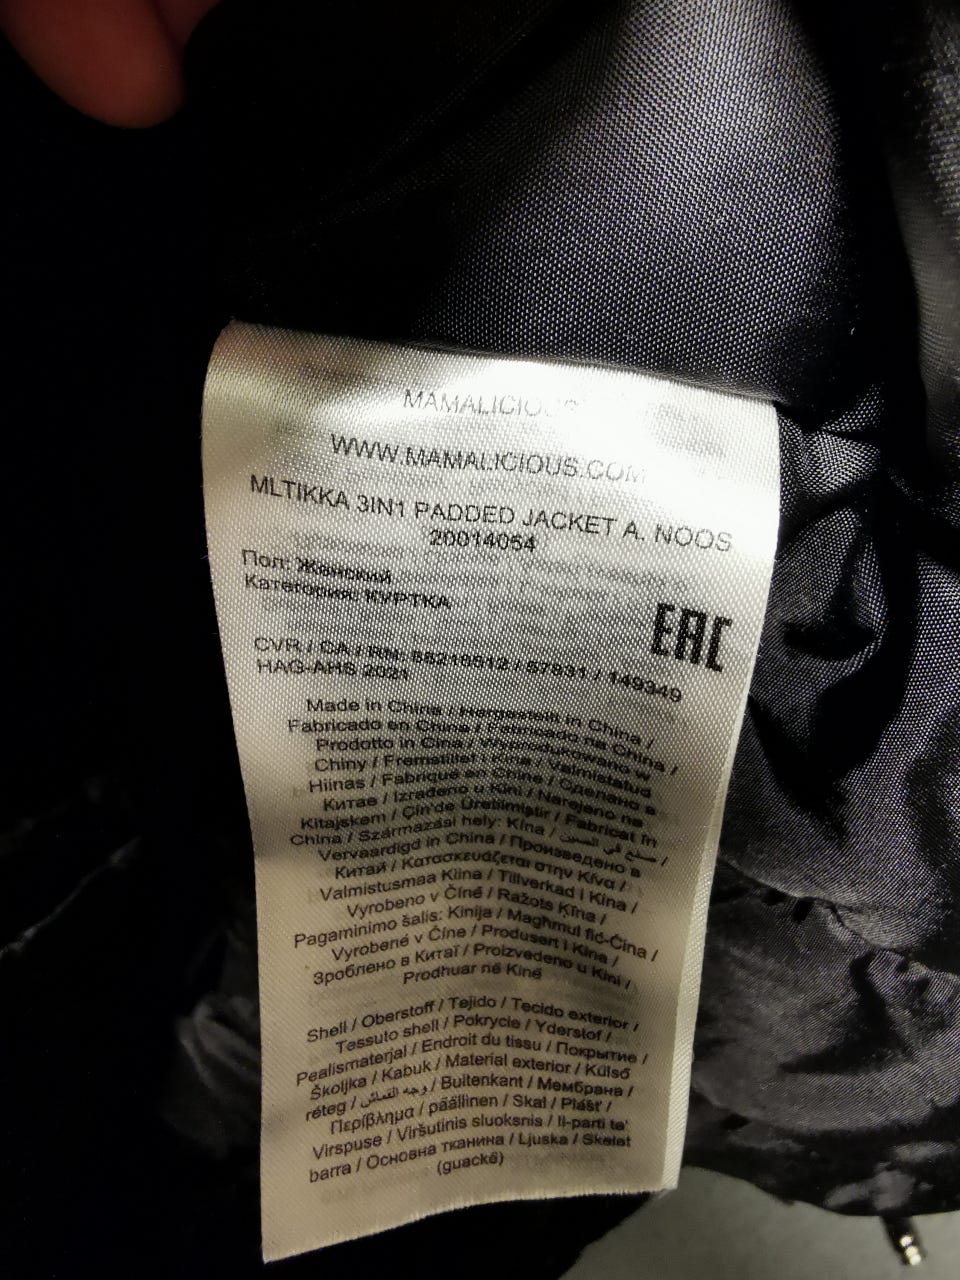 MAMALICIOUS
WWW.MAMALICIOUS.COM
MLTIKKA 3IN1 PADDED JACKET A. NOOS
20014054
Пол: Женский
Категория: КУРТКА
EAC
CVR / CA / RN: 88216912 / 57831 / 149349
HAG-AHS 2021
Made in China / Hergestellt in China /
Fabricado en China / Fabricado na China /
Prodotto in Cina / Wyprodukowano w
Chiny / Fremstillet i Kina / Valmistatud
Hiinas / Fabriqué en Chine / Сделано в
Китае / Izrađeno u Kini / Narejeno na
Kitajskem / Çin'de Üretilmiştir / Fabricat în
China / Származási hely: Kína / صنع في الصين /
Vervaardigd in China / Произведено в
Китай / Κατασκευάζεται στην Κίνα /
Valmistusmaa Kiina / Tillverkad i Kina /
Vyrobeno v Číně / Ražots Ķīna /
Pagaminimo šalis: Kinija / Magħmul fiċ-Ċina /
Vyrobené v Číne / Produsert i Kina /
Зроблено в Китаї / Proizvedeno u Kini /
Prodhuar në Kinë
Shell / Oberstoff / Tejido / Tecido exterior /
Tessuto shell / Pokrycie / Yderstof /
Pealismaterjal / Endroit du tissu / Покрытие /
Školjka / Kabuk / Material exterior / Külső
réteg / وجه القماش / Buitenkant / Мембрана /
Περίβλημα / päällinen / Skal / Plášť /
Virspuse / Viršutinis sluoksnis / Il-parti ta'
barra / Основна тканина / Ljuska / Skelet
(guackë)